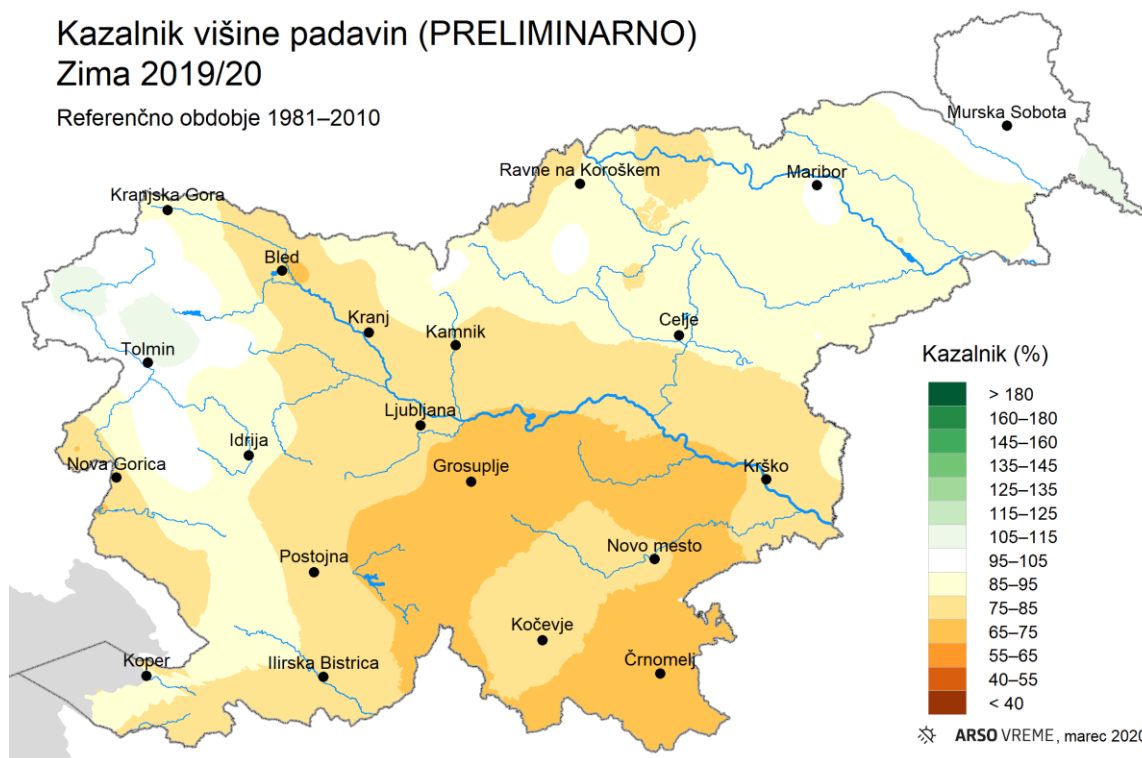 Kazalnik višine padavin (PRELIMINARNO)
Zima 2019/20
Referenčno obdobje 1981–2010
Murska Sobota
Ravne na Koroškem
Maribor
Kranjska Gora
Bled
Kranj
Kamnik
Celje
Tolmin
Ljubljana
Idrija
Nova Gorica
Grosuplje
Krško
Postojna
Novo mesto
Kočevje
Koper
Ilirska Bistrica
Črnomelj
Kazalnik (%)
> 180
160–180
145–160
135–145
125–135
115–125
105–115
95–105
85–95
75–85
65–75
55–65
40–55
< 40
ARSO VREME, marec 2020